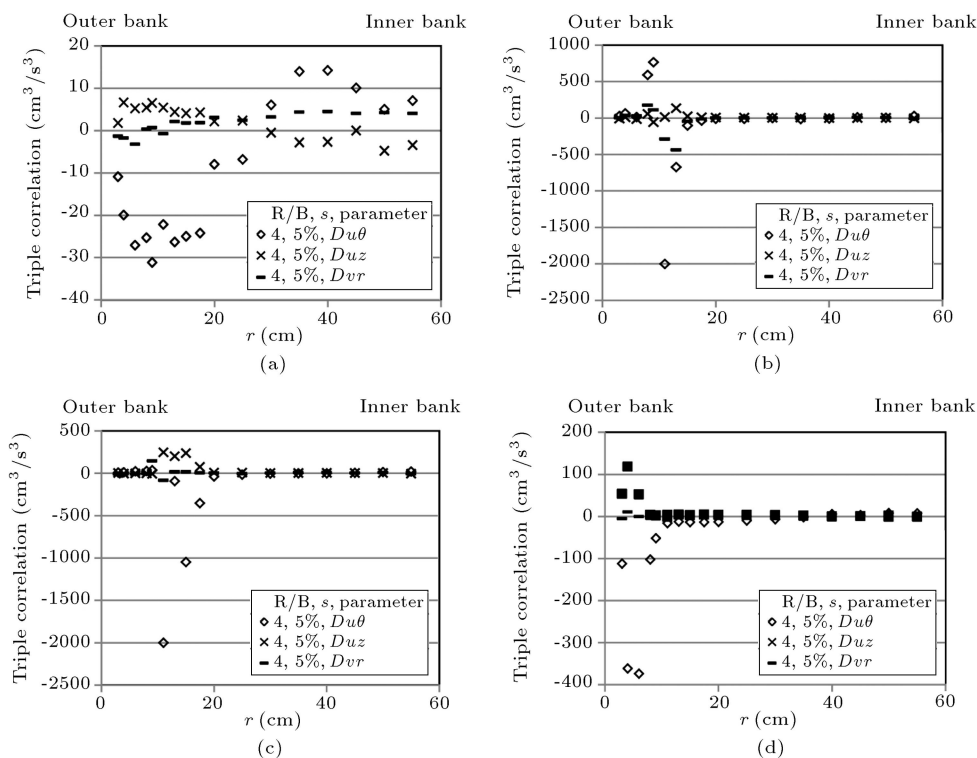 Outer bank Inner bank
20
10
0
-10
-20
-30
-40
Triple correlation (cm³/s³)
R/B, s, parameter
4, 5%, Duθ
4, 5%, Duz
4, 5%, Dvr
0 20 40 60
r (cm)
(a)
Outer bank Inner bank
1000
500
0
-500
-1000
-1500
-2000
-2500
Triple correlation (cm³/s³)
R/B, s, parameter
4, 5%, Duθ
4, 5%, Duz
4, 5%, Dvr
0 20 40 60
r (cm)
(b)
Outer bank Inner bank
500
0
-500
-1000
-1500
-2000
-2500
Triple correlation (cm³/s³)
R/B, s, parameter
4, 5%, Duθ
4, 5%, Duz
4, 5%, Dvr
0 20 40 60
r (cm)
(c)
Outer bank Inner bank
200
100
0
-100
-200
-300
-400
Triple correlation (cm³/s³)
R/B, s, parameter
4, 5%, Duθ
4, 5%, Duz
4, 5%, Dvr
0 20 40 60
r (cm)
(d)